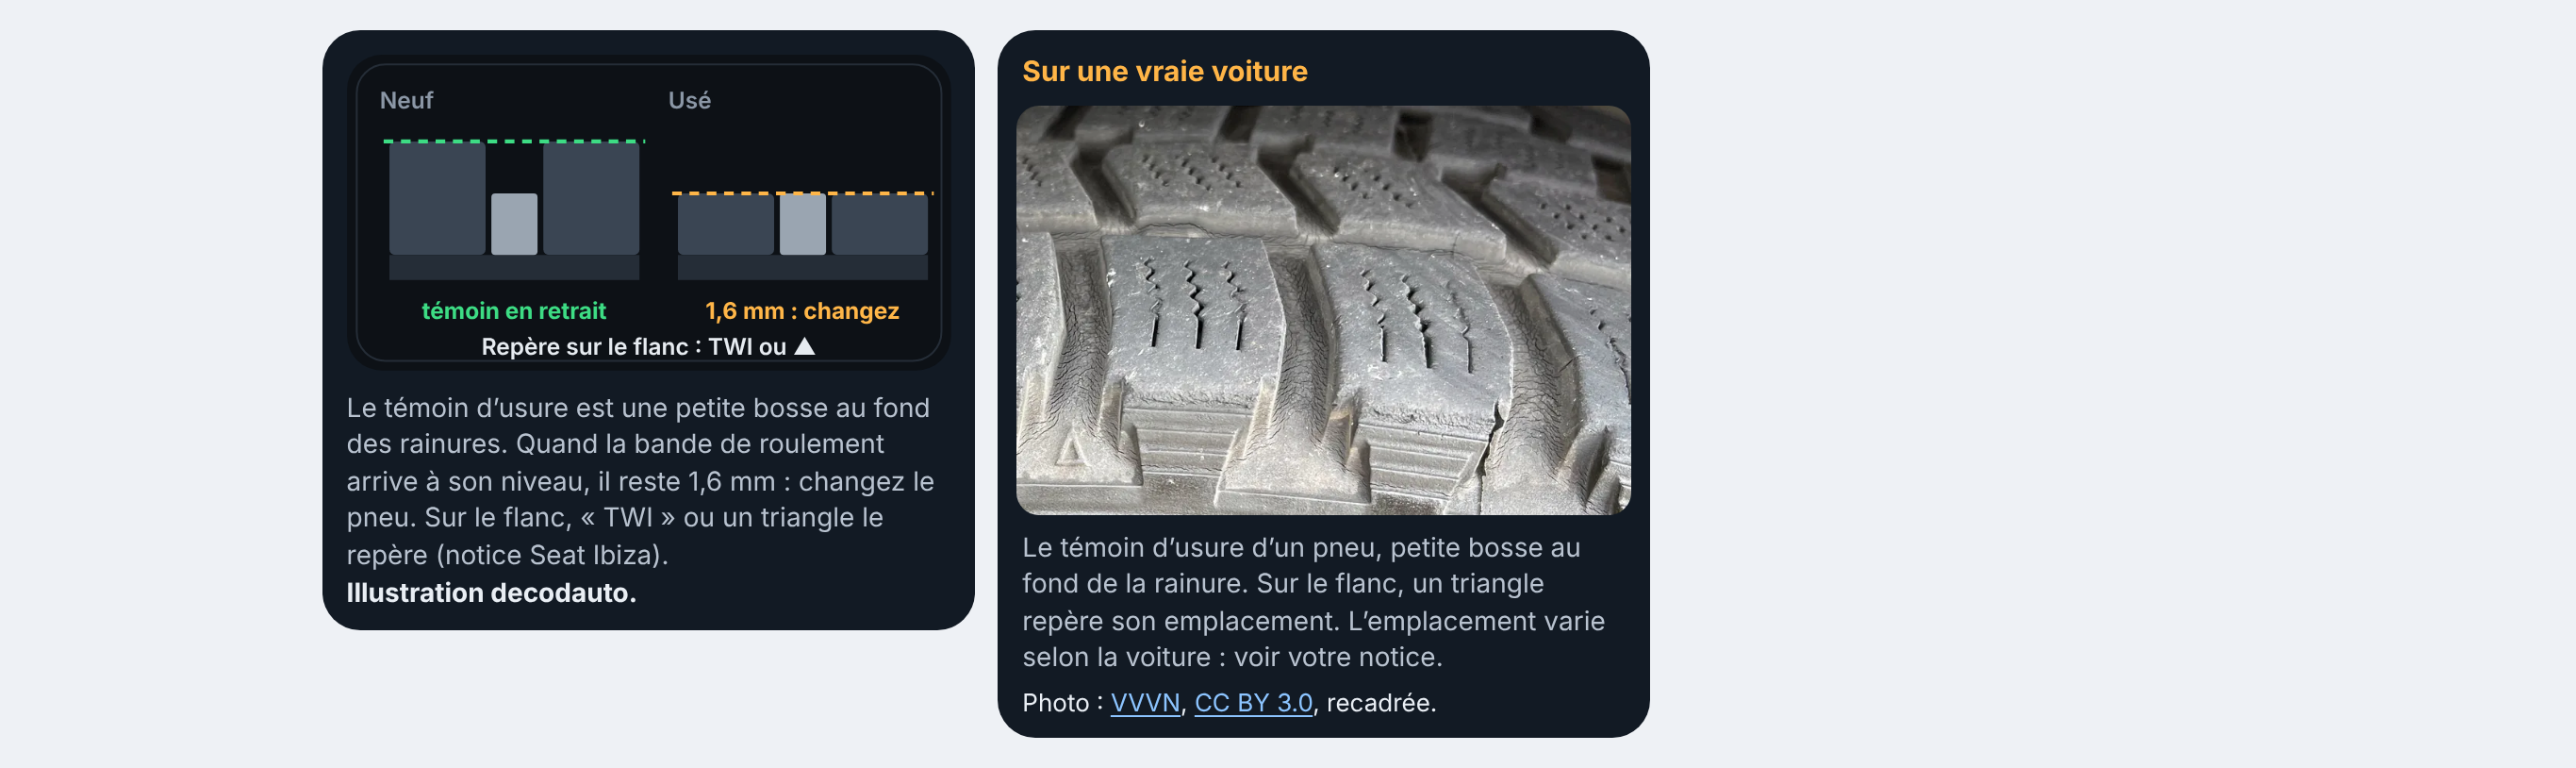 Neuf
Usé
témoin en retrait
1,6 mm : changez
Repère sur le flanc : TWI ou ▲
Le témoin d’usure est une petite bosse au fond
des rainures. Quand la bande de roulement
arrive à son niveau, il reste 1,6 mm : changez le
pneu. Sur le flanc, « TWI » ou un triangle le
repère (notice Seat Ibiza).
Illustration decodauto.
Sur une vraie voiture
Le témoin d’usure d’un pneu, petite bosse au
fond de la rainure. Sur le flanc, un triangle
repère son emplacement. L’emplacement varie
selon la voiture : voir votre notice.
Photo : VVVN, CC BY 3.0, recadrée.